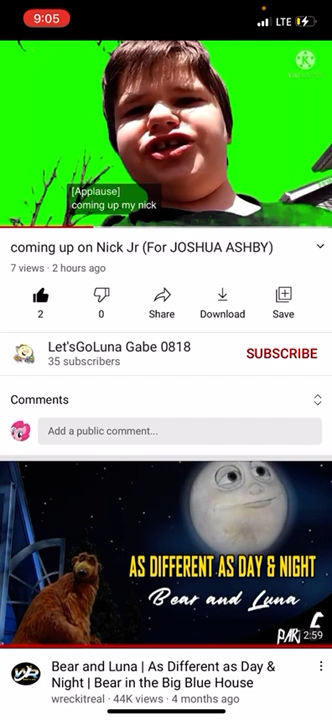 9:05
LTE
[Applause]
coming up my nick
coming up on Nick Jr (For JOSHUA ASHBY)
7 views · 2 hours ago
2
0
Share
Download
Save
Let'sGoLuna Gabe 0818
35 subscribers
SUBSCRIBE
Comments
Add a public comment...
AS DIFFERENT AS DAY & NIGHT
Bear and Luna
2:59
Bear and Luna | As Different as Day &
Night | Bear in the Big Blue House
wreckitreal · 44K views · 4 months ago